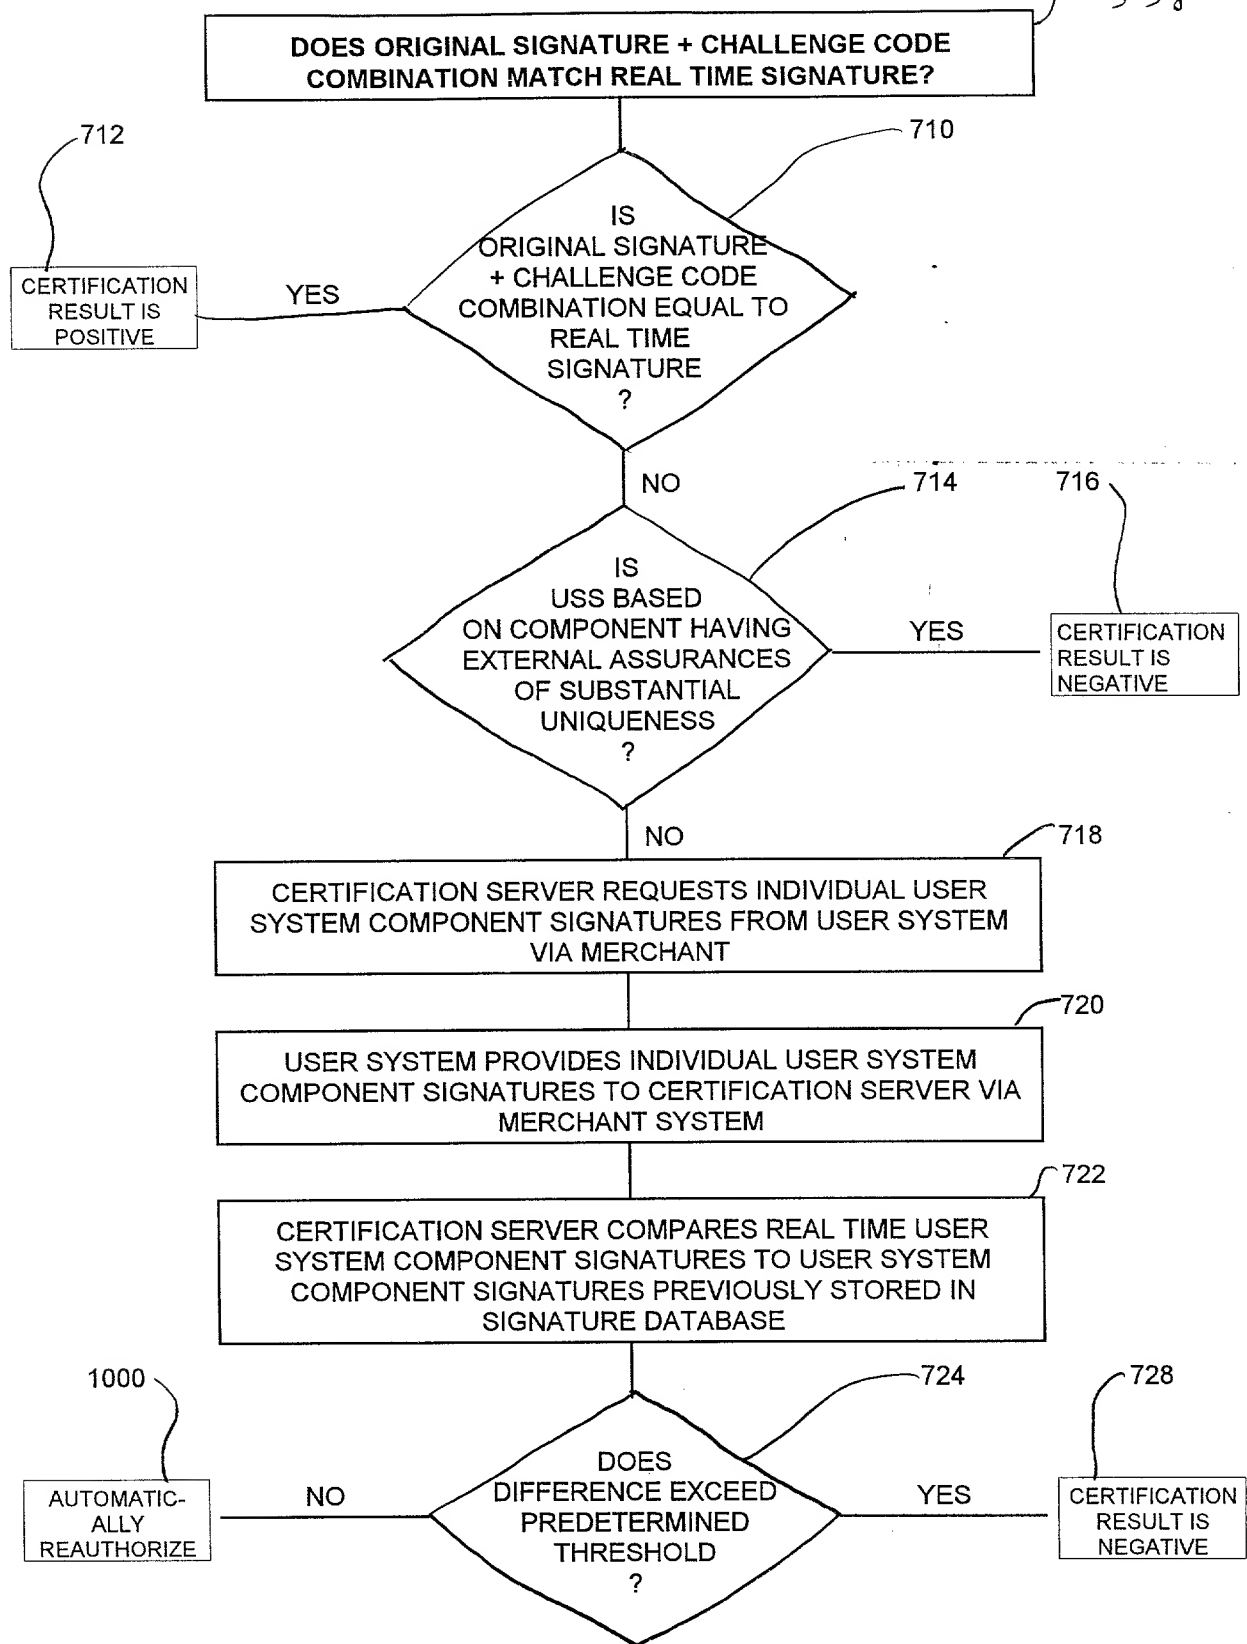 DOES ORIGINAL SIGNATURE + CHALLENGE CODE
COMBINATION MATCH REAL TIME SIGNATURE?
712
710
IS
ORIGINAL SIGNATURE
+ CHALLENGE CODE
COMBINATION EQUAL TO
REAL TIME
SIGNATURE
?
YES
CERTIFICATION
RESULT IS
POSITIVE
NO
714
716
IS
USS BASED
ON COMPONENT HAVING
EXTERNAL ASSURANCES
OF SUBSTANTIAL
UNIQUENESS
?
YES
CERTIFICATION
RESULT IS
NEGATIVE
NO
718
CERTIFICATION SERVER REQUESTS INDIVIDUAL USER
SYSTEM COMPONENT SIGNATURES FROM USER SYSTEM
VIA MERCHANT
720
USER SYSTEM PROVIDES INDIVIDUAL USER SYSTEM
COMPONENT SIGNATURES TO CERTIFICATION SERVER VIA
MERCHANT SYSTEM
722
CERTIFICATION SERVER COMPARES REAL TIME USER
SYSTEM COMPONENT SIGNATURES TO USER SYSTEM
COMPONENT SIGNATURES PREVIOUSLY STORED IN
SIGNATURE DATABASE
1000
724
728
DOES
DIFFERENCE EXCEED
PREDETERMINED
THRESHOLD
?
NO
AUTOMATIC-
ALLY
REAUTHORIZE
YES
CERTIFICATION
RESULT IS
NEGATIVE